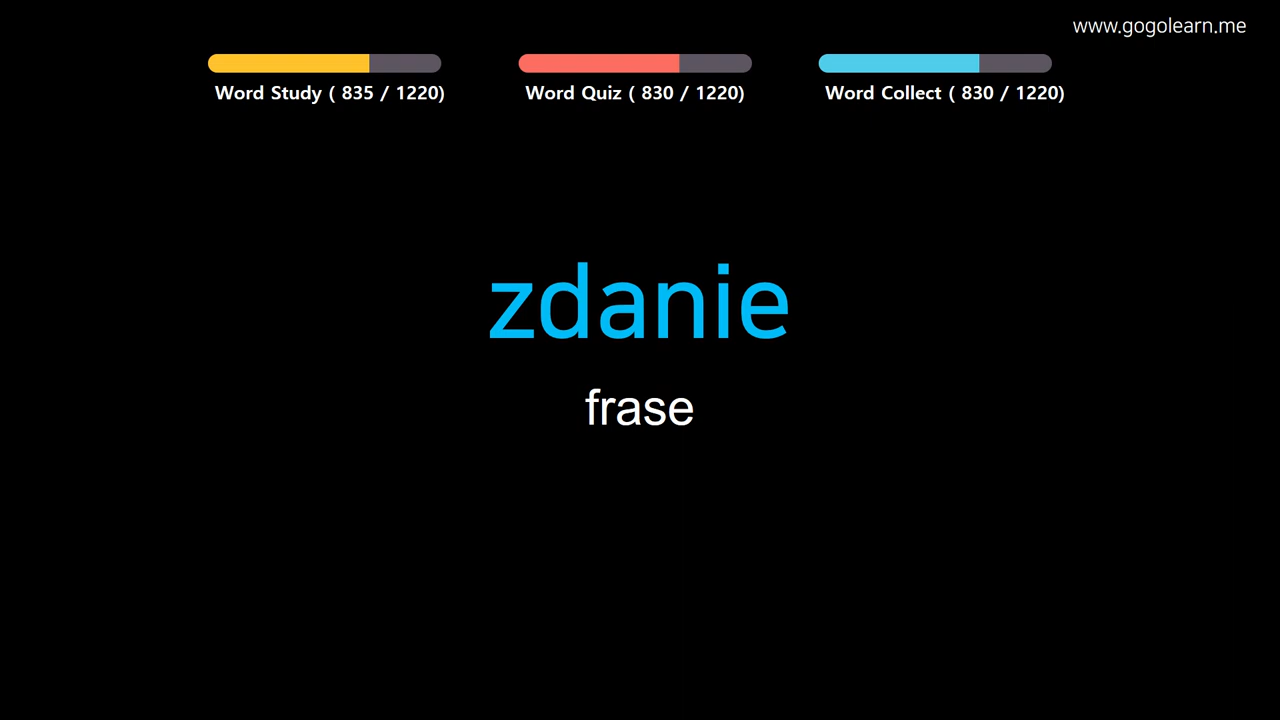 www.gogolearn.me
Word Study ( 835 / 1220)
Word Quiz ( 830 / 1220)
Word Collect ( 830 / 1220)
zdanie
frase